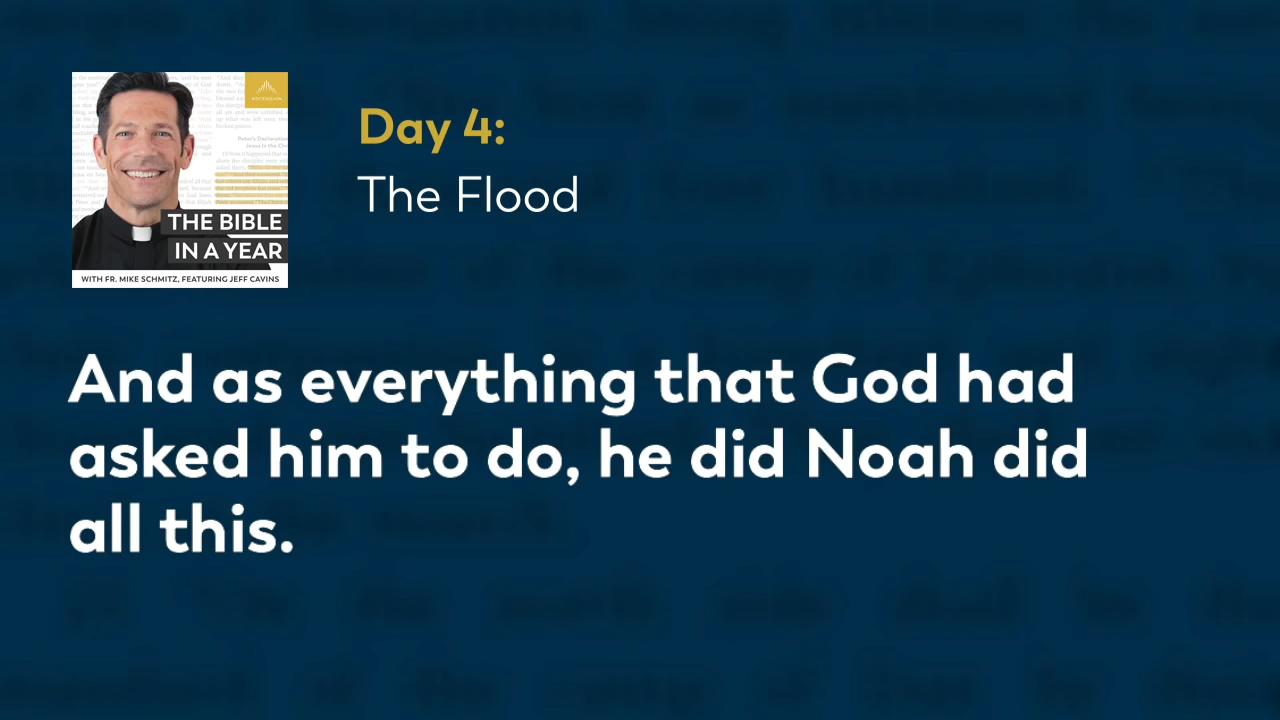 Day 4:
The Flood
ASCENSION
THE BIBLE
IN A YEAR
WITH FR. MIKE SCHMITZ, FEATURING JEFF CAVINS
And as everything that God had
asked him to do, he did Noah did
all this.